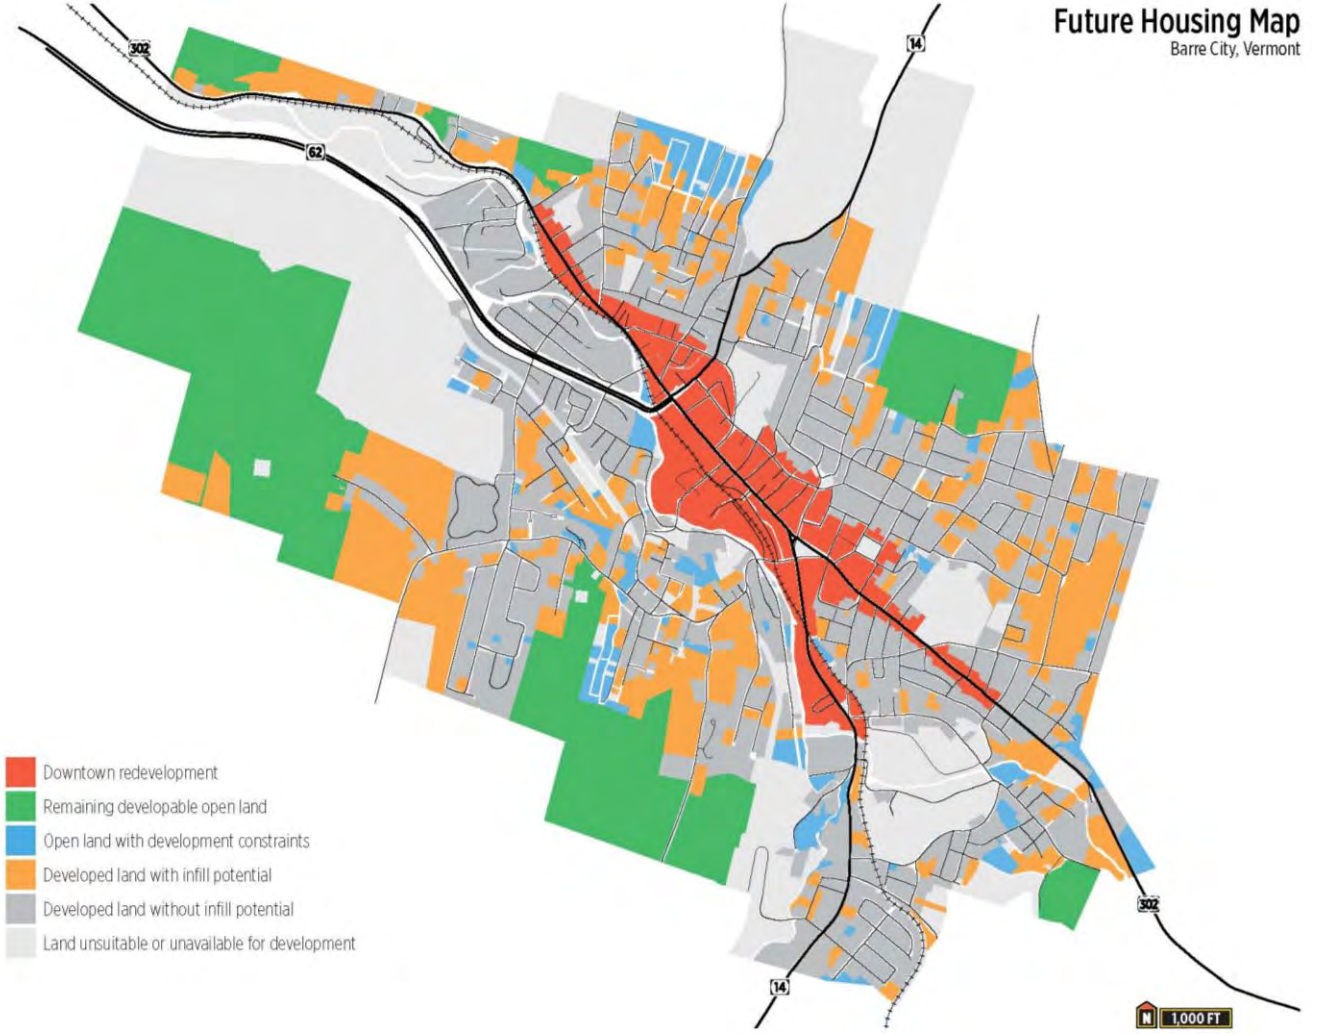 Future Housing Map
Barre City, Vermont
302
14
62
Downtown redevelopment
Remaining developable open land
Open land with development constraints
Developed land with infill potential
Developed land without infill potential
Land unsuitable or unavailable for development
302
14
N 1,000 FT